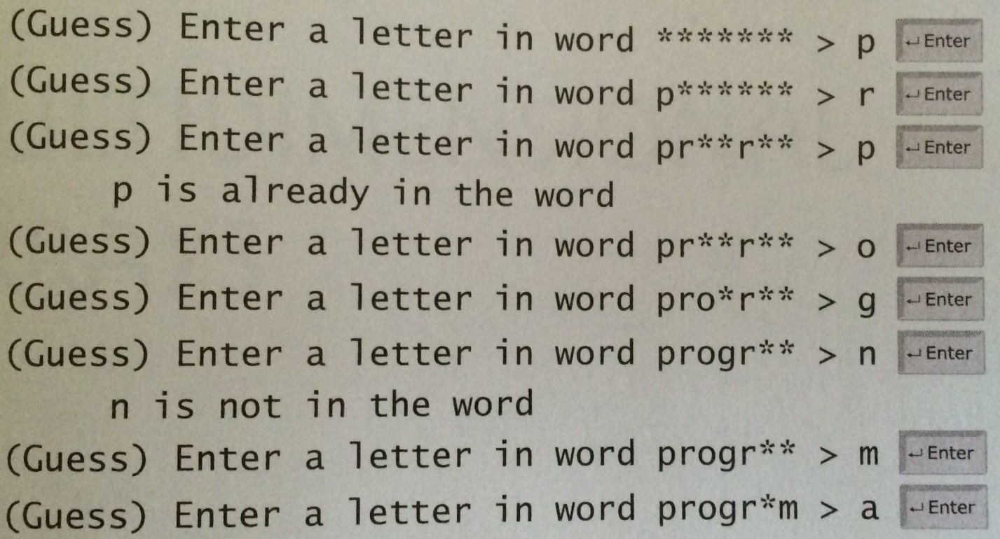 (Guess) Enter a letter in word ******* > p ↵Enter
(Guess) Enter a letter in word p****** > r ↵Enter
(Guess) Enter a letter in word pr**r** > p ↵Enter
p is already in the word
(Guess) Enter a letter in word pr**r** > o ↵Enter
(Guess) Enter a letter in word pro*r** > g ↵Enter
(Guess) Enter a letter in word progr** > n ↵Enter
n is not in the word
(Guess) Enter a letter in word progr** > m ↵Enter
(Guess) Enter a letter in word progr*m > a ↵Enter